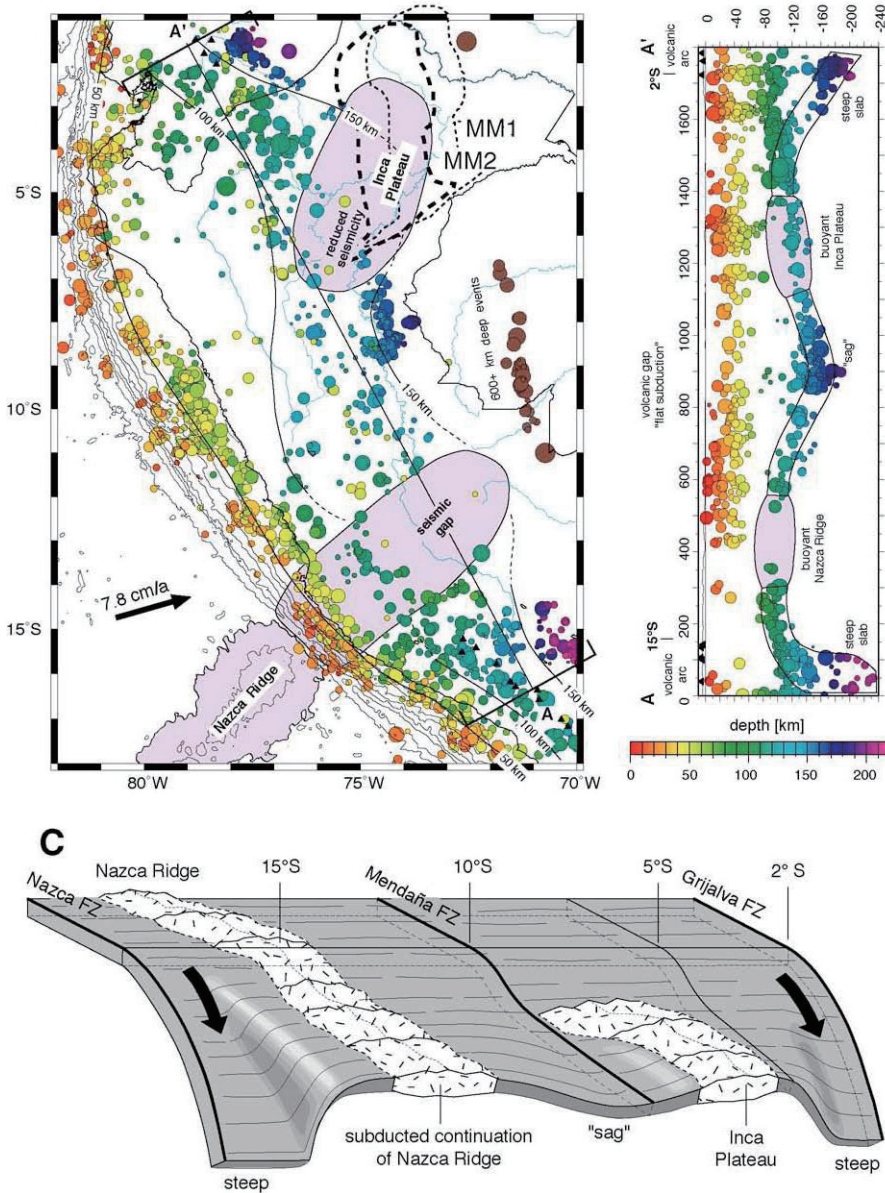 A'
50 km
100 km
150 km
MM1
MM2
Inca
Plateau
reduced
seismicity
5°S
600+ km deep events
10°S
150 km
seismic
gap
7.8 cm/a
15°S
Nazca Ridge
A
150 km
100 km
50 km
80°W
75°W
70°W
0
-40
-80
-120
-160
-200
-240
A'
2°S
volcanic
arc
steep
slab
1600
1400
buoyant
Inca Plateau
1200
1000
volcanic gap
"flat subduction"
"sag"
800
600
buoyant
Nazca Ridge
400
200
15°S
A
volcanic
arc
steep
slab
0
depth [km]
0
50
100
150
200
C
Nazca Ridge
15°S
10°S
5°S
2°S
Nazca FZ
Mendaña FZ
Grijalva FZ
subducted continuation
of Nazca Ridge
"sag"
Inca
Plateau
steep
steep